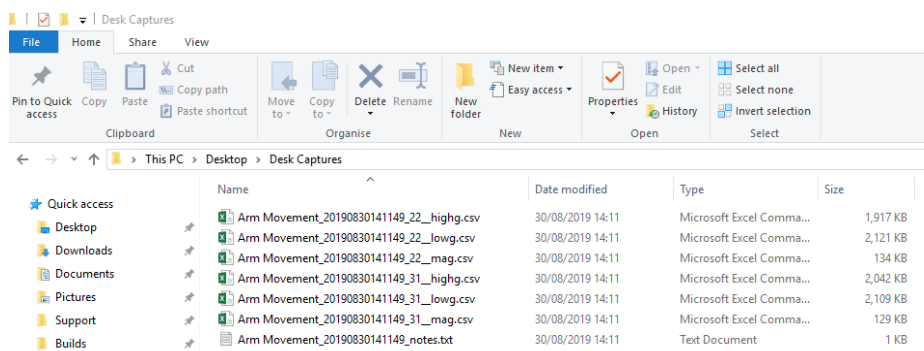 Desk Captures
File Home Share View
Pin to Quick access Copy Paste Cut Copy path Paste shortcut Move to Copy to Delete Rename New folder New item Easy access Properties Open Edit History Select all Select none Invert selection
Clipboard Organise New Open Select
This PC > Desktop > Desk Captures
Name Date modified Type Size
Quick access
Desktop
Downloads
Documents
Pictures
Support
Builds
Arm Movement_20190830141149_22__highg.csv 30/08/2019 14:11 Microsoft Excel Comma... 1,917 KB
Arm Movement_20190830141149_22__lowg.csv 30/08/2019 14:11 Microsoft Excel Comma... 2,121 KB
Arm Movement_20190830141149_22__mag.csv 30/08/2019 14:11 Microsoft Excel Comma... 134 KB
Arm Movement_20190830141149_31__highg.csv 30/08/2019 14:11 Microsoft Excel Comma... 2,042 KB
Arm Movement_20190830141149_31__lowg.csv 30/08/2019 14:11 Microsoft Excel Comma... 2,109 KB
Arm Movement_20190830141149_31__mag.csv 30/08/2019 14:11 Microsoft Excel Comma... 129 KB
Arm Movement_20190830141149_notes.txt 30/08/2019 14:11 Text Document 1 KB